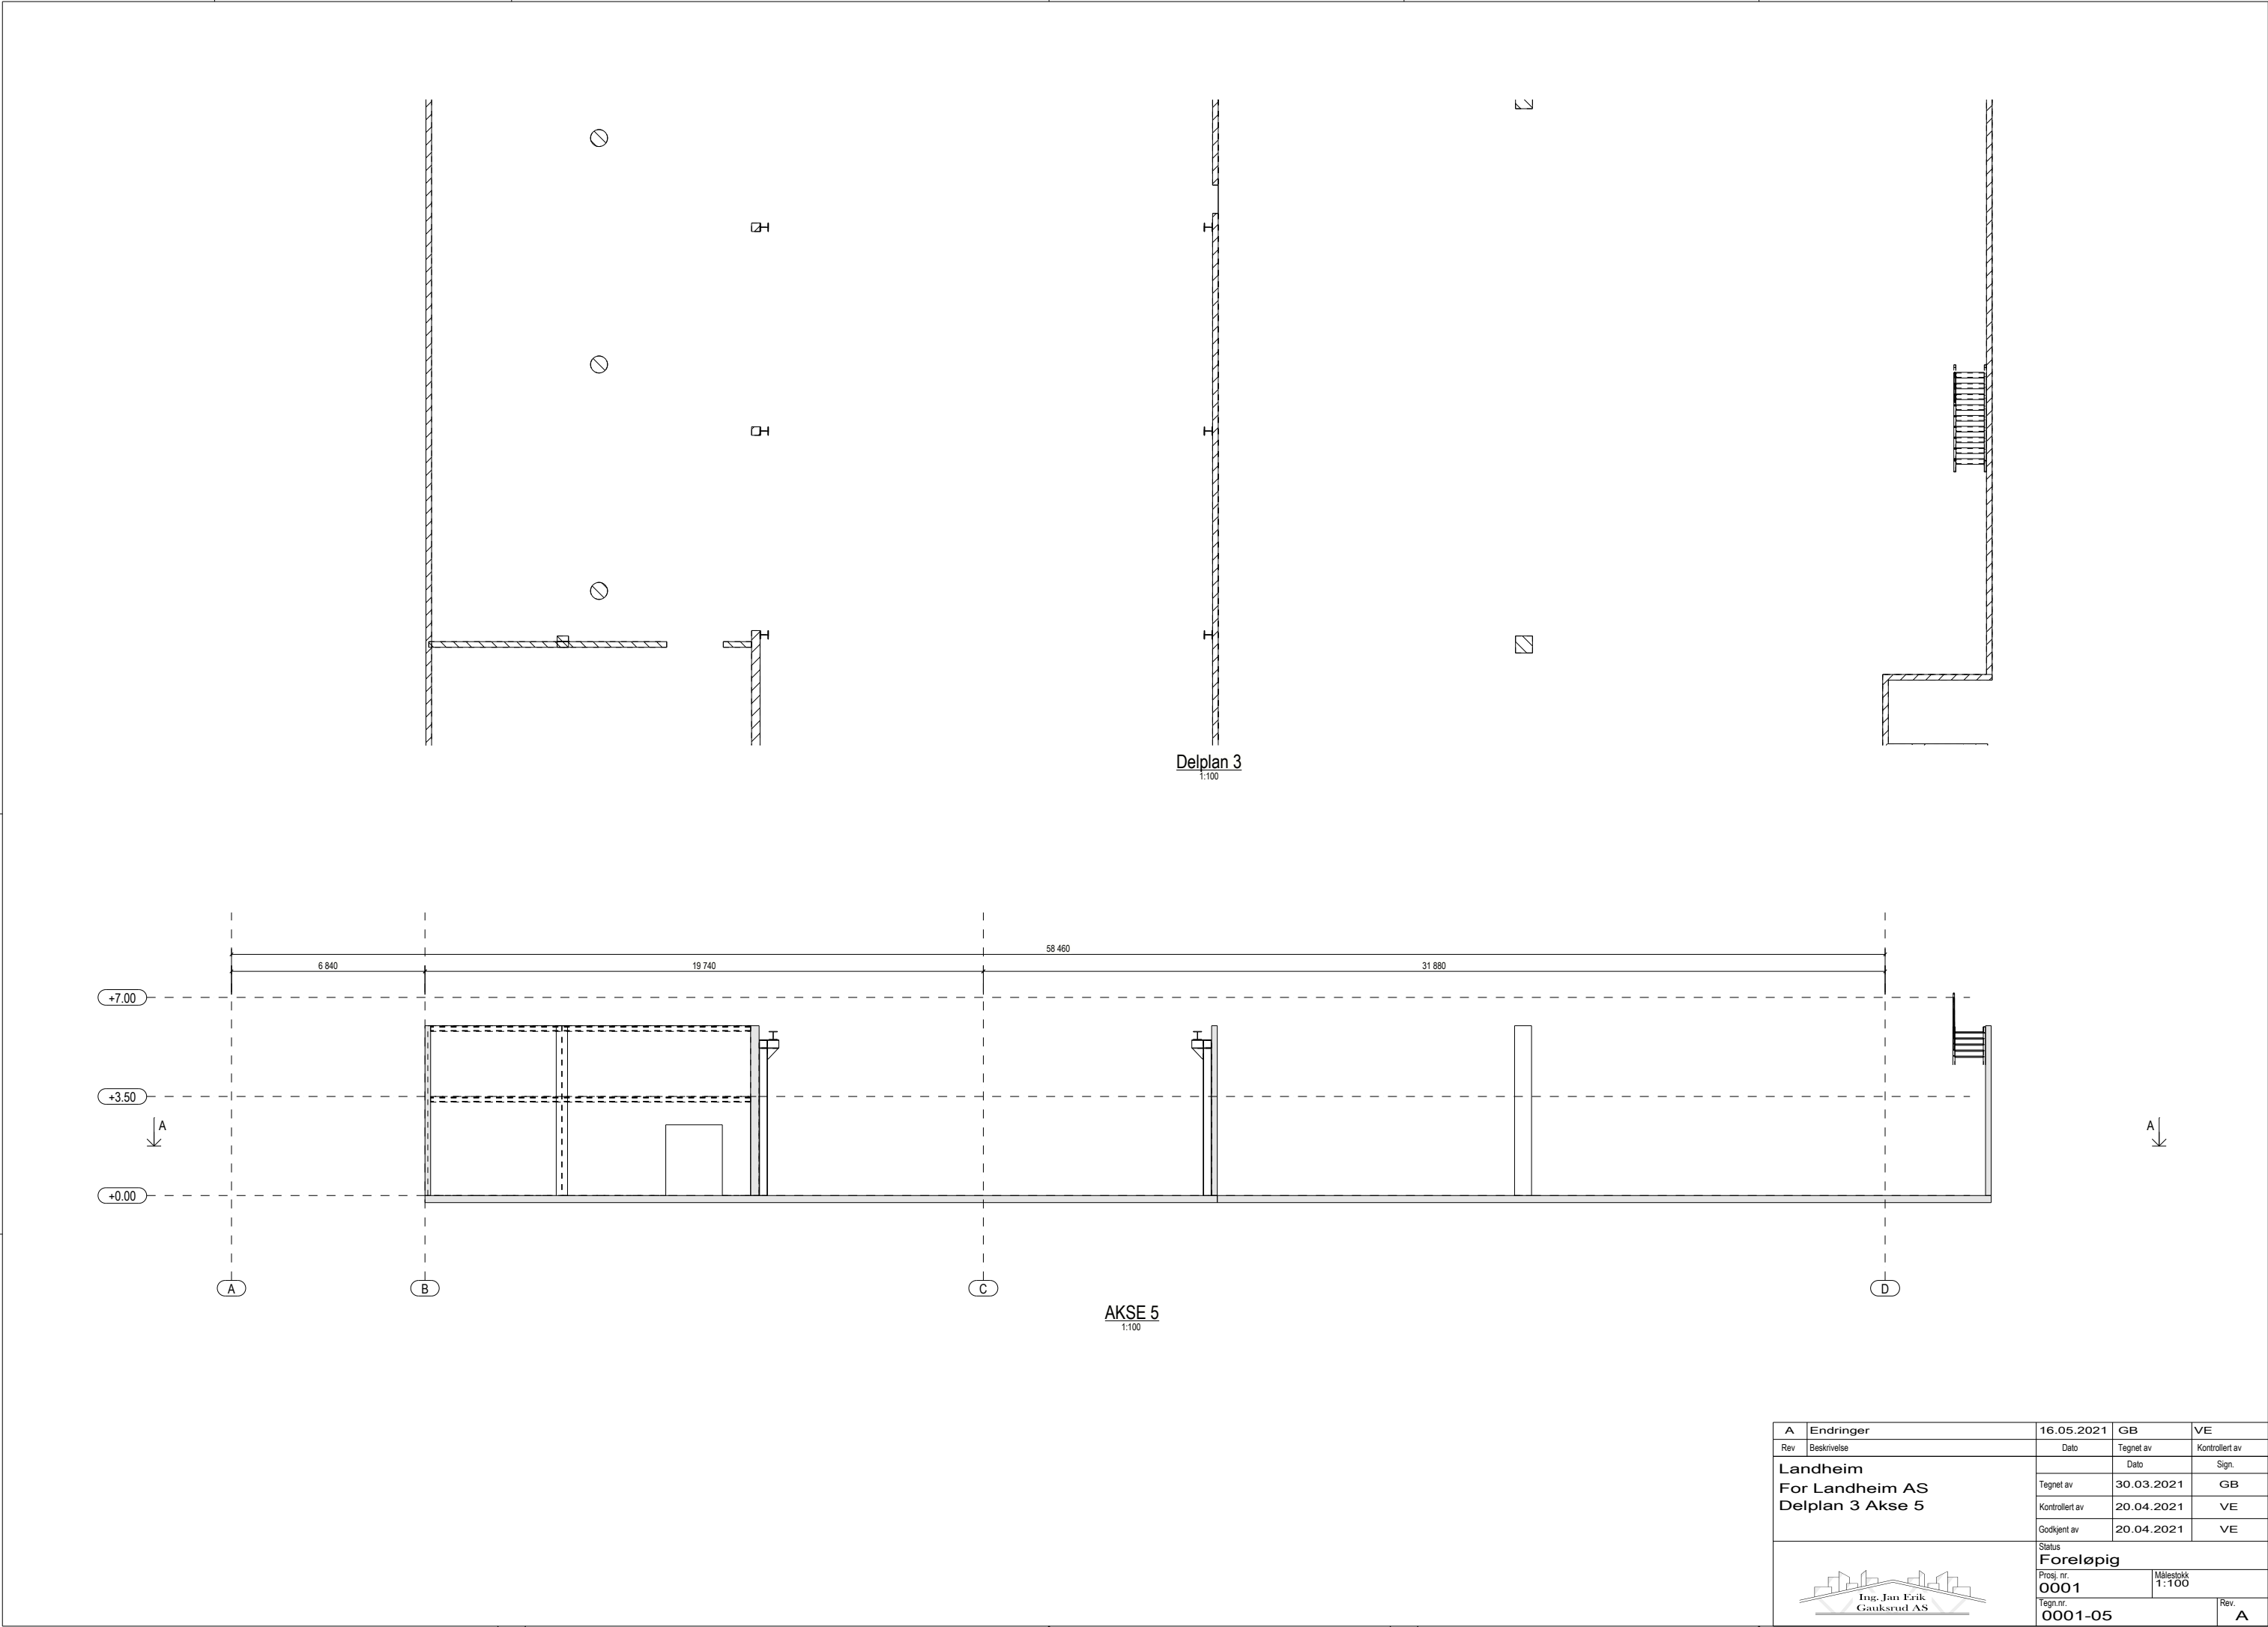 Delplan 3
1:100
58 460
6 840
19 740
31 880
+7.00
+3.50
A
A
+0.00
A
B
C
D
AKSE 5
1:100
A Endringer 16.05.2021 GB VE
Rev Beskrivelse Dato Tegnet av Kontrollert av
Dato Sign.
Landheim
For Landheim AS
Delplan 3 Akse 5
Tegnet av 30.03.2021 GB
Kontrollert av 20.04.2021 VE
Godkjent av 20.04.2021 VE
Status
Foreløpig
Prosj. nr. Målestokk
0001 1:100
Tegn.nr. Rev.
0001-05 A
Ing. Jan Erik
Gauksrud AS